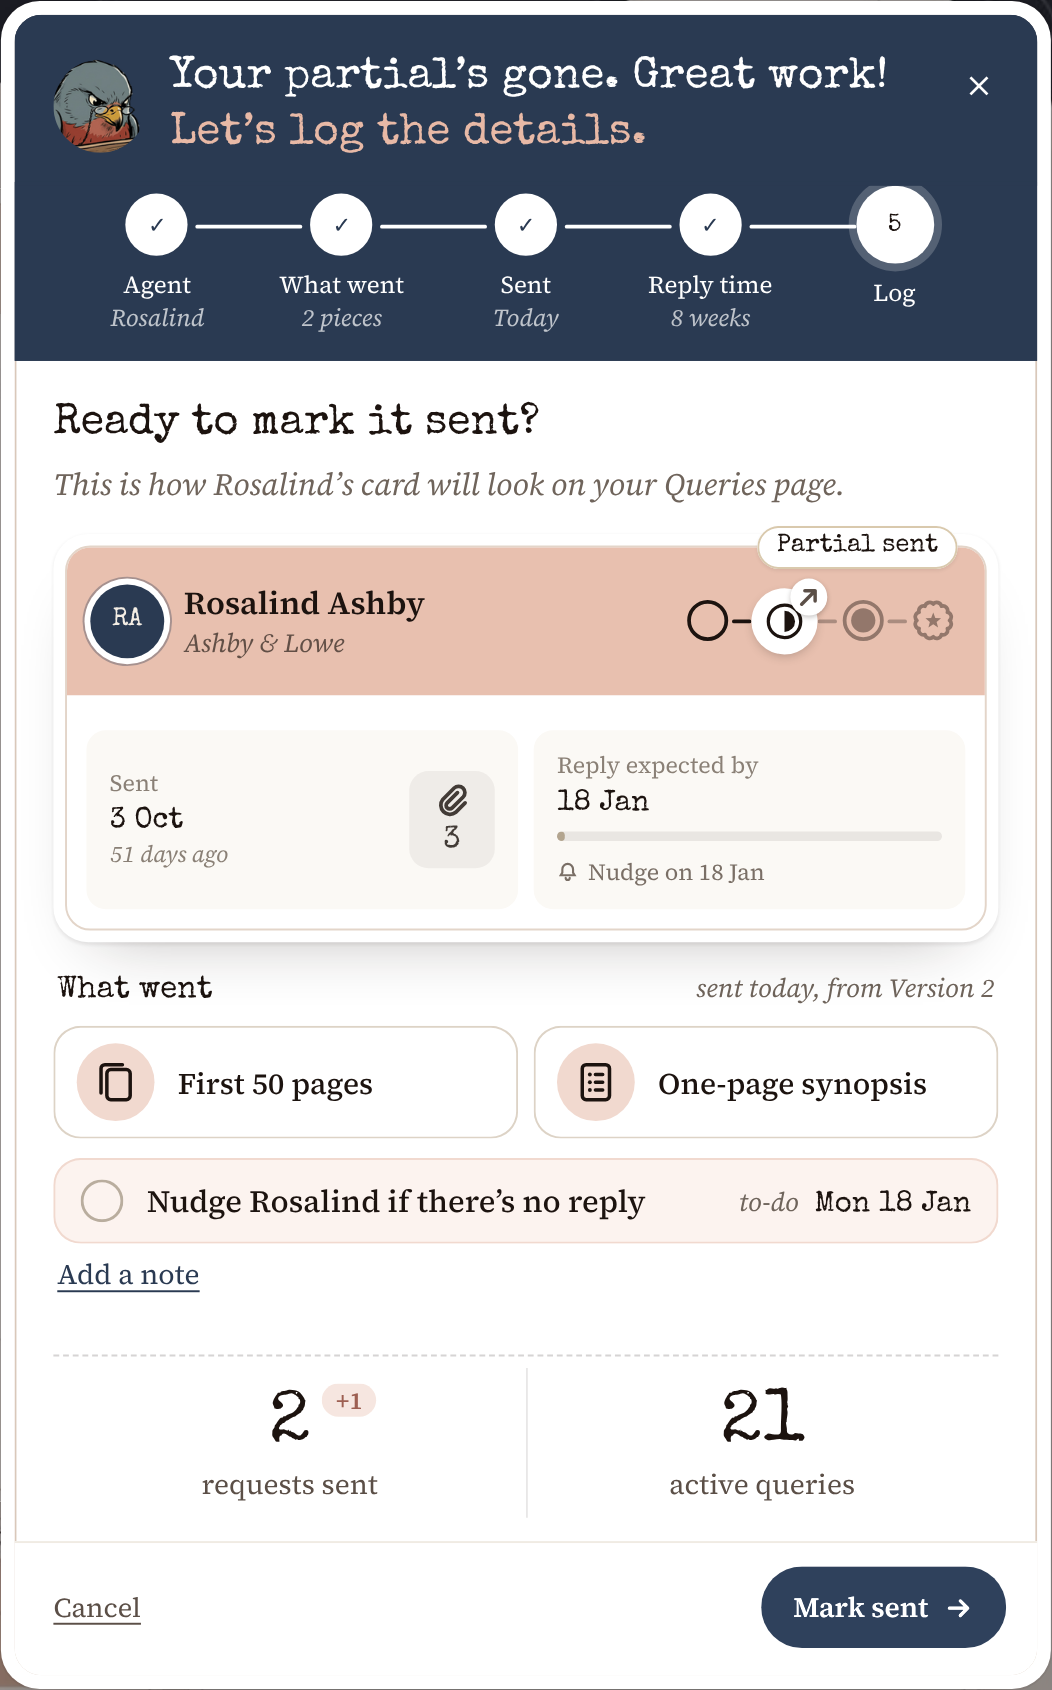 Your partial’s gone. Great work!
Let’s log the details.
✓ ✓ ✓ ✓ 5
Agent What went Sent Reply time Log
Rosalind 2 pieces Today 8 weeks
Ready to mark it sent?
This is how Rosalind’s card will look on your Queries page.
Partial sent
RA
Rosalind Ashby
Ashby & Lowe
Sent
3 Oct
51 days ago
3
Reply expected by
18 Jan
Nudge on 18 Jan
What went
sent today, from Version 2
First 50 pages
One-page synopsis
Nudge Rosalind if there’s no reply to-do Mon 18 Jan
Add a note
2 +1
requests sent
21
active queries
Cancel
Mark sent →